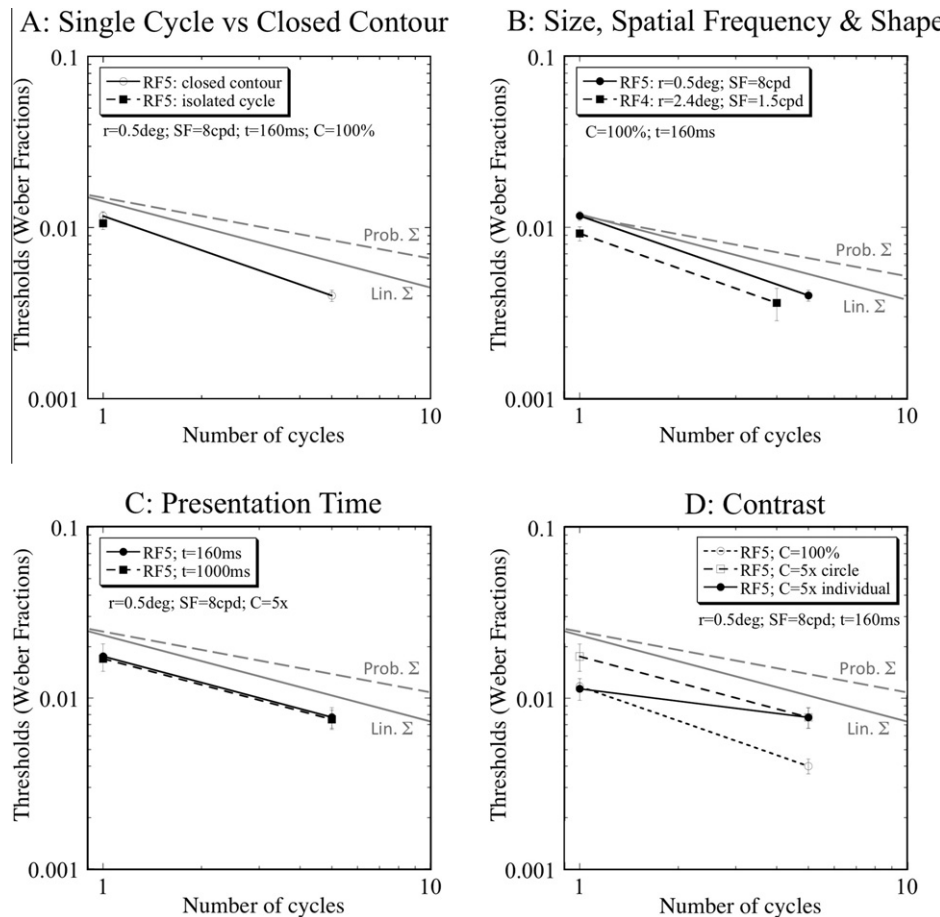 A: Single Cycle vs Closed Contour
0.1
RF5: closed contour
RF5: isolated cycle
r=0.5deg; SF=8cpd; t=160ms; C=100%
0.01
Prob. Σ
Lin. Σ
0.001
1
10
Thresholds (Weber Fractions)
Number of cycles
B: Size, Spatial Frequency & Shape
0.1
RF5: r=0.5deg; SF=8cpd
RF4: r=2.4deg; SF=1.5cpd
C=100%; t=160ms
0.01
Prob. Σ
Lin. Σ
0.001
1
10
Thresholds (Weber Fractions)
Number of cycles
C: Presentation Time
0.1
RF5; t=160ms
RF5; t=1000ms
r=0.5deg; SF=8cpd; C=5x
0.01
Prob. Σ
Lin. Σ
0.001
1
10
Thresholds (Weber Fractions)
Number of cycles
D: Contrast
0.1
RF5; C=100%
RF5; C=5x circle
RF5; C=5x individual
r=0.5deg; SF=8cpd; t=160ms
0.01
Prob. Σ
Lin. Σ
0.001
1
10
Thresholds (Weber Fractions)
Number of cycles